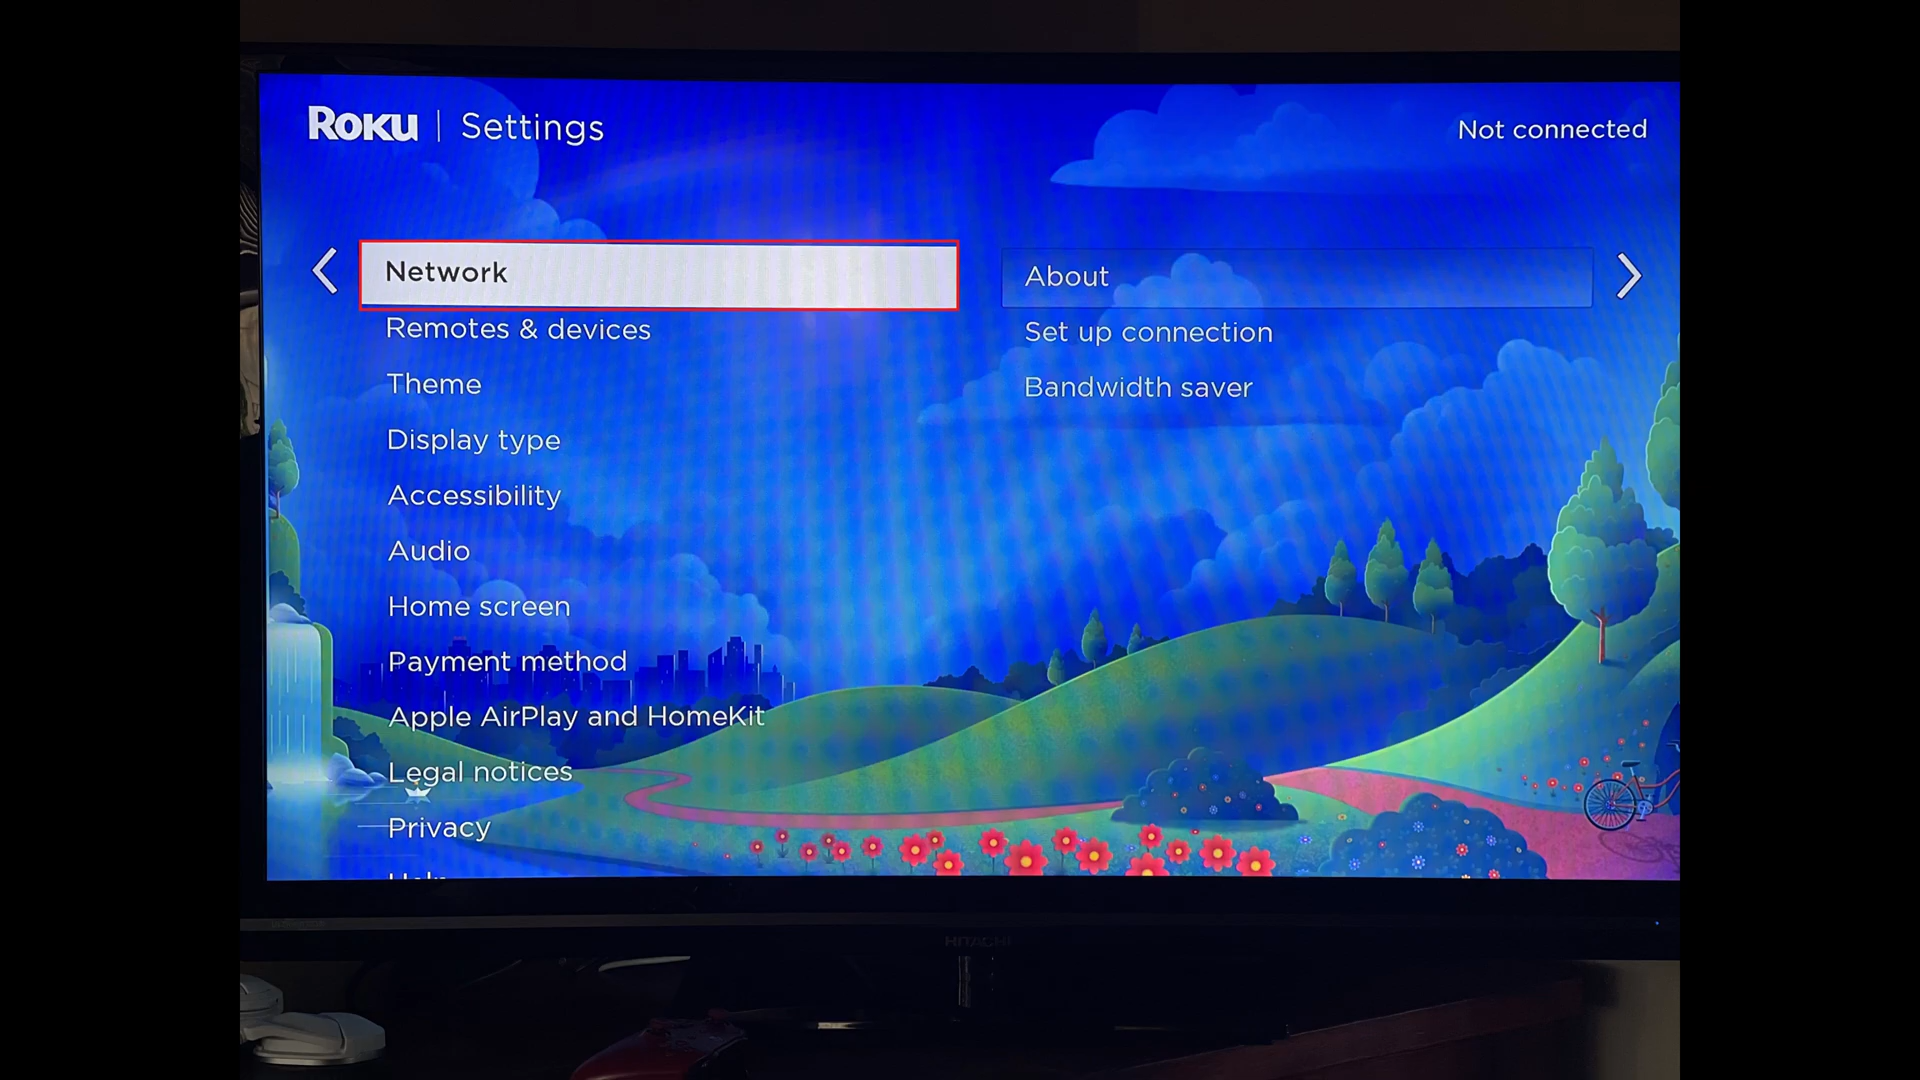 Roku | Settings
Not connected
Network
Remotes & devices
Theme
Display type
Accessibility
Audio
Home screen
Payment method
Apple AirPlay and HomeKit
Legal notices
Privacy
About
Set up connection
Bandwidth saver
HITACHI